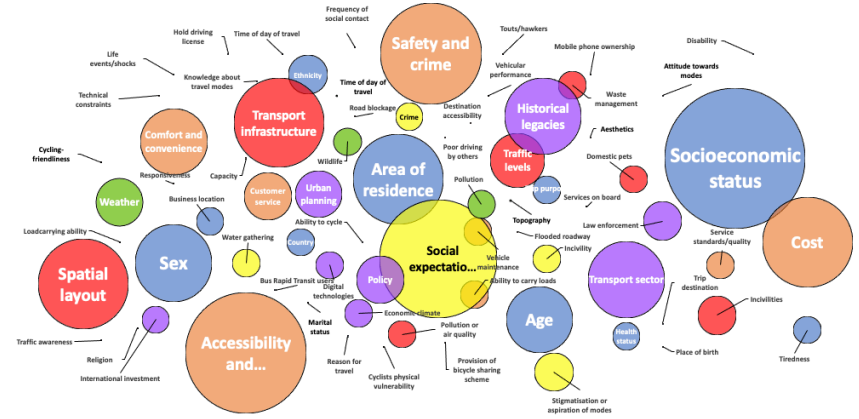 Frequency of
social contact
Hold driving
license
Time of day of travel
Touts/hawkers
Safety and
crime
Mobile phone ownership
Disability
Life
events/shocks
Ethnicity
Knowledge about
travel modes
Time of day of
travel
Vehicular
performance
Attitude towards
modes
Technical
constraints
Road blockage
Destination
accessibility
Waste
management
Transport
infrastructure
Crime
Historical
legacies
Comfort and
convenience
Aesthetics
Cycling-
friendliness
Wildlife
Poor driving
by others
Traffic
levels
Domestic pets
Socioeconomic
status
Responsiveness
Capacity
Area of
residence
Pollution
Customer
service
Urban
planning
Services on board
Weather
Business location
Topography
Law enforcement
Ability to cycle
Loadcarrying ability
Water gathering
Country
Flooded roadway
Incivility
Service
standards/quality
Cost
Sex
Social
expectatio...
Vehicle
maintenance
Spatial
layout
Bus Rapid Transit users
Digital
technologies
Policy
Ability to carry loads
Transport sector
Trip
destination
Incivilities
Marital
status
Economic climate
Age
Traffic awareness
Religion
International investment
Accessibility
and...
Pollution or
air quality
Health
status
Reason for
travel
Cyclists physical
vulnerability
Provision of
bicycle sharing
scheme
Place of birth
Tiredness
Stigmatisation or
aspiration of modes